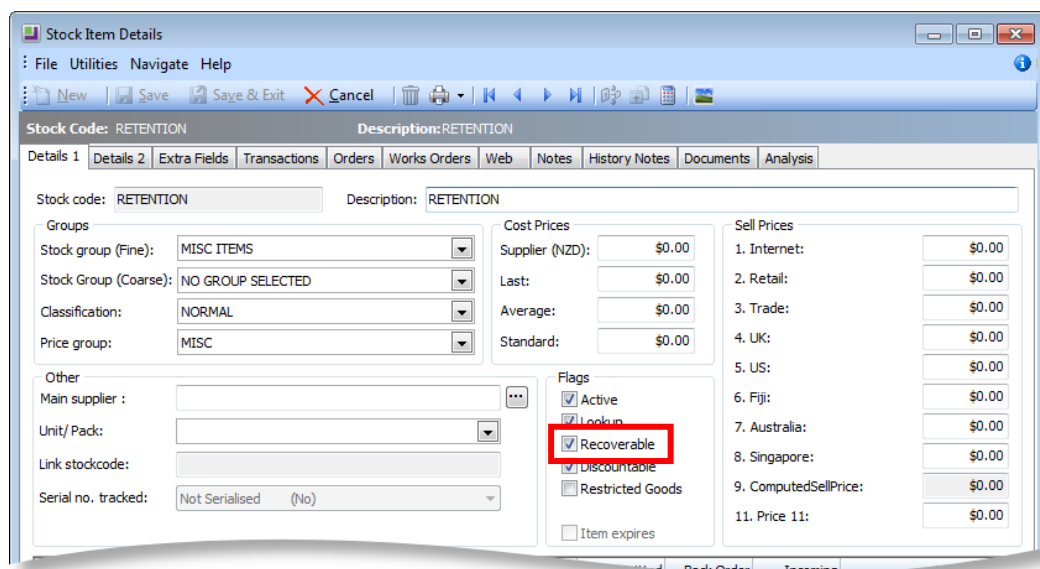 Stock Item Details
File Utilities Navigate Help
New Save Save & Exit Cancel
Stock Code: RETENTION Description:RETENTION
Details 1 Details 2 Extra Fields Transactions Orders Works Orders Web Notes History Notes Documents Analysis
Stock code: RETENTION Description: RETENTION
Groups
Stock group (Fine): MISC ITEMS
Stock Group (Coarse): NO GROUP SELECTED
Classification: NORMAL
Price group: MISC
Cost Prices
Supplier (NZD): $0.00
Last: $0.00
Average: $0.00
Standard: $0.00
Sell Prices
1. Internet: $0.00
2. Retail: $0.00
3. Trade: $0.00
4. UK: $0.00
5. US: $0.00
6. Fiji: $0.00
7. Australia: $0.00
8. Singapore: $0.00
9. ComputedSellPrice: $0.00
11. Price 11: $0.00
Other
Main supplier :
Unit/ Pack:
Link stockcode:
Serial no. tracked: Not Serialised (No)
Flags
Active
Lookup
Recoverable
Discountable
Restricted Goods
Item expires
Back Order Incoming